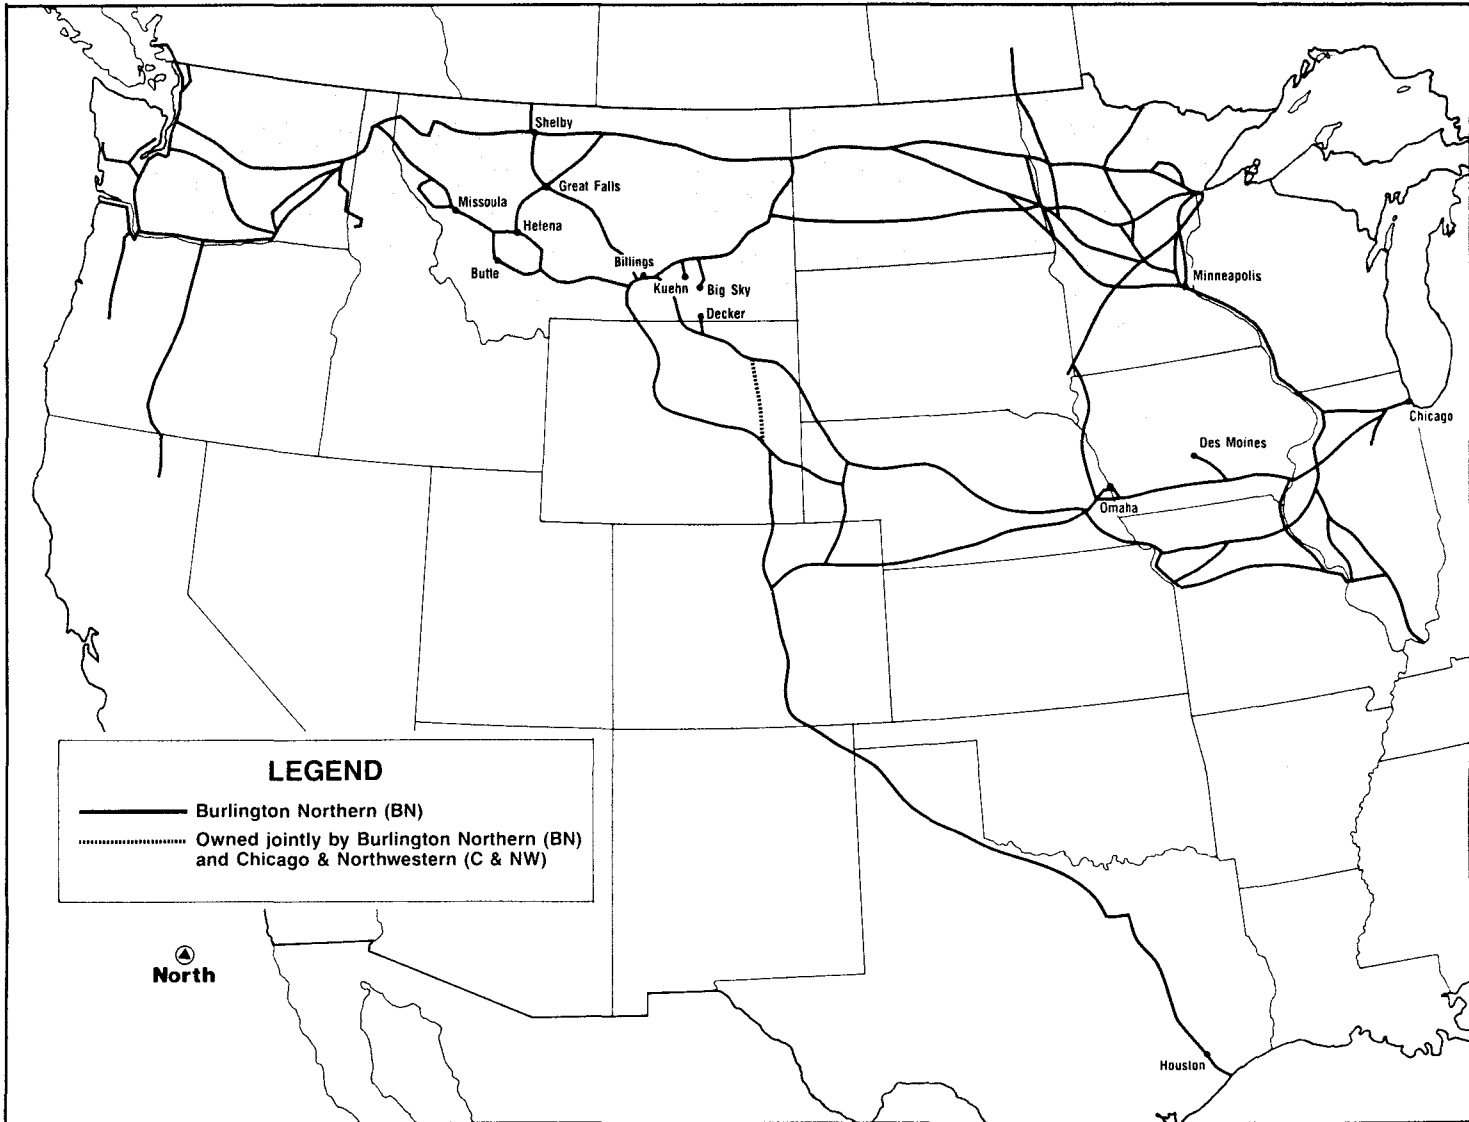 Shelby
Great Falls
Missoula
Helena
Butte
Billings
Kuehn
Big Sky
Decker
Minneapolis
Chicago
Des Moines
Omaha
LEGEND
Burlington Northern (BN)
Owned jointly by Burlington Northern (BN)
and Chicago & Northwestern (C & NW)
North
Houston